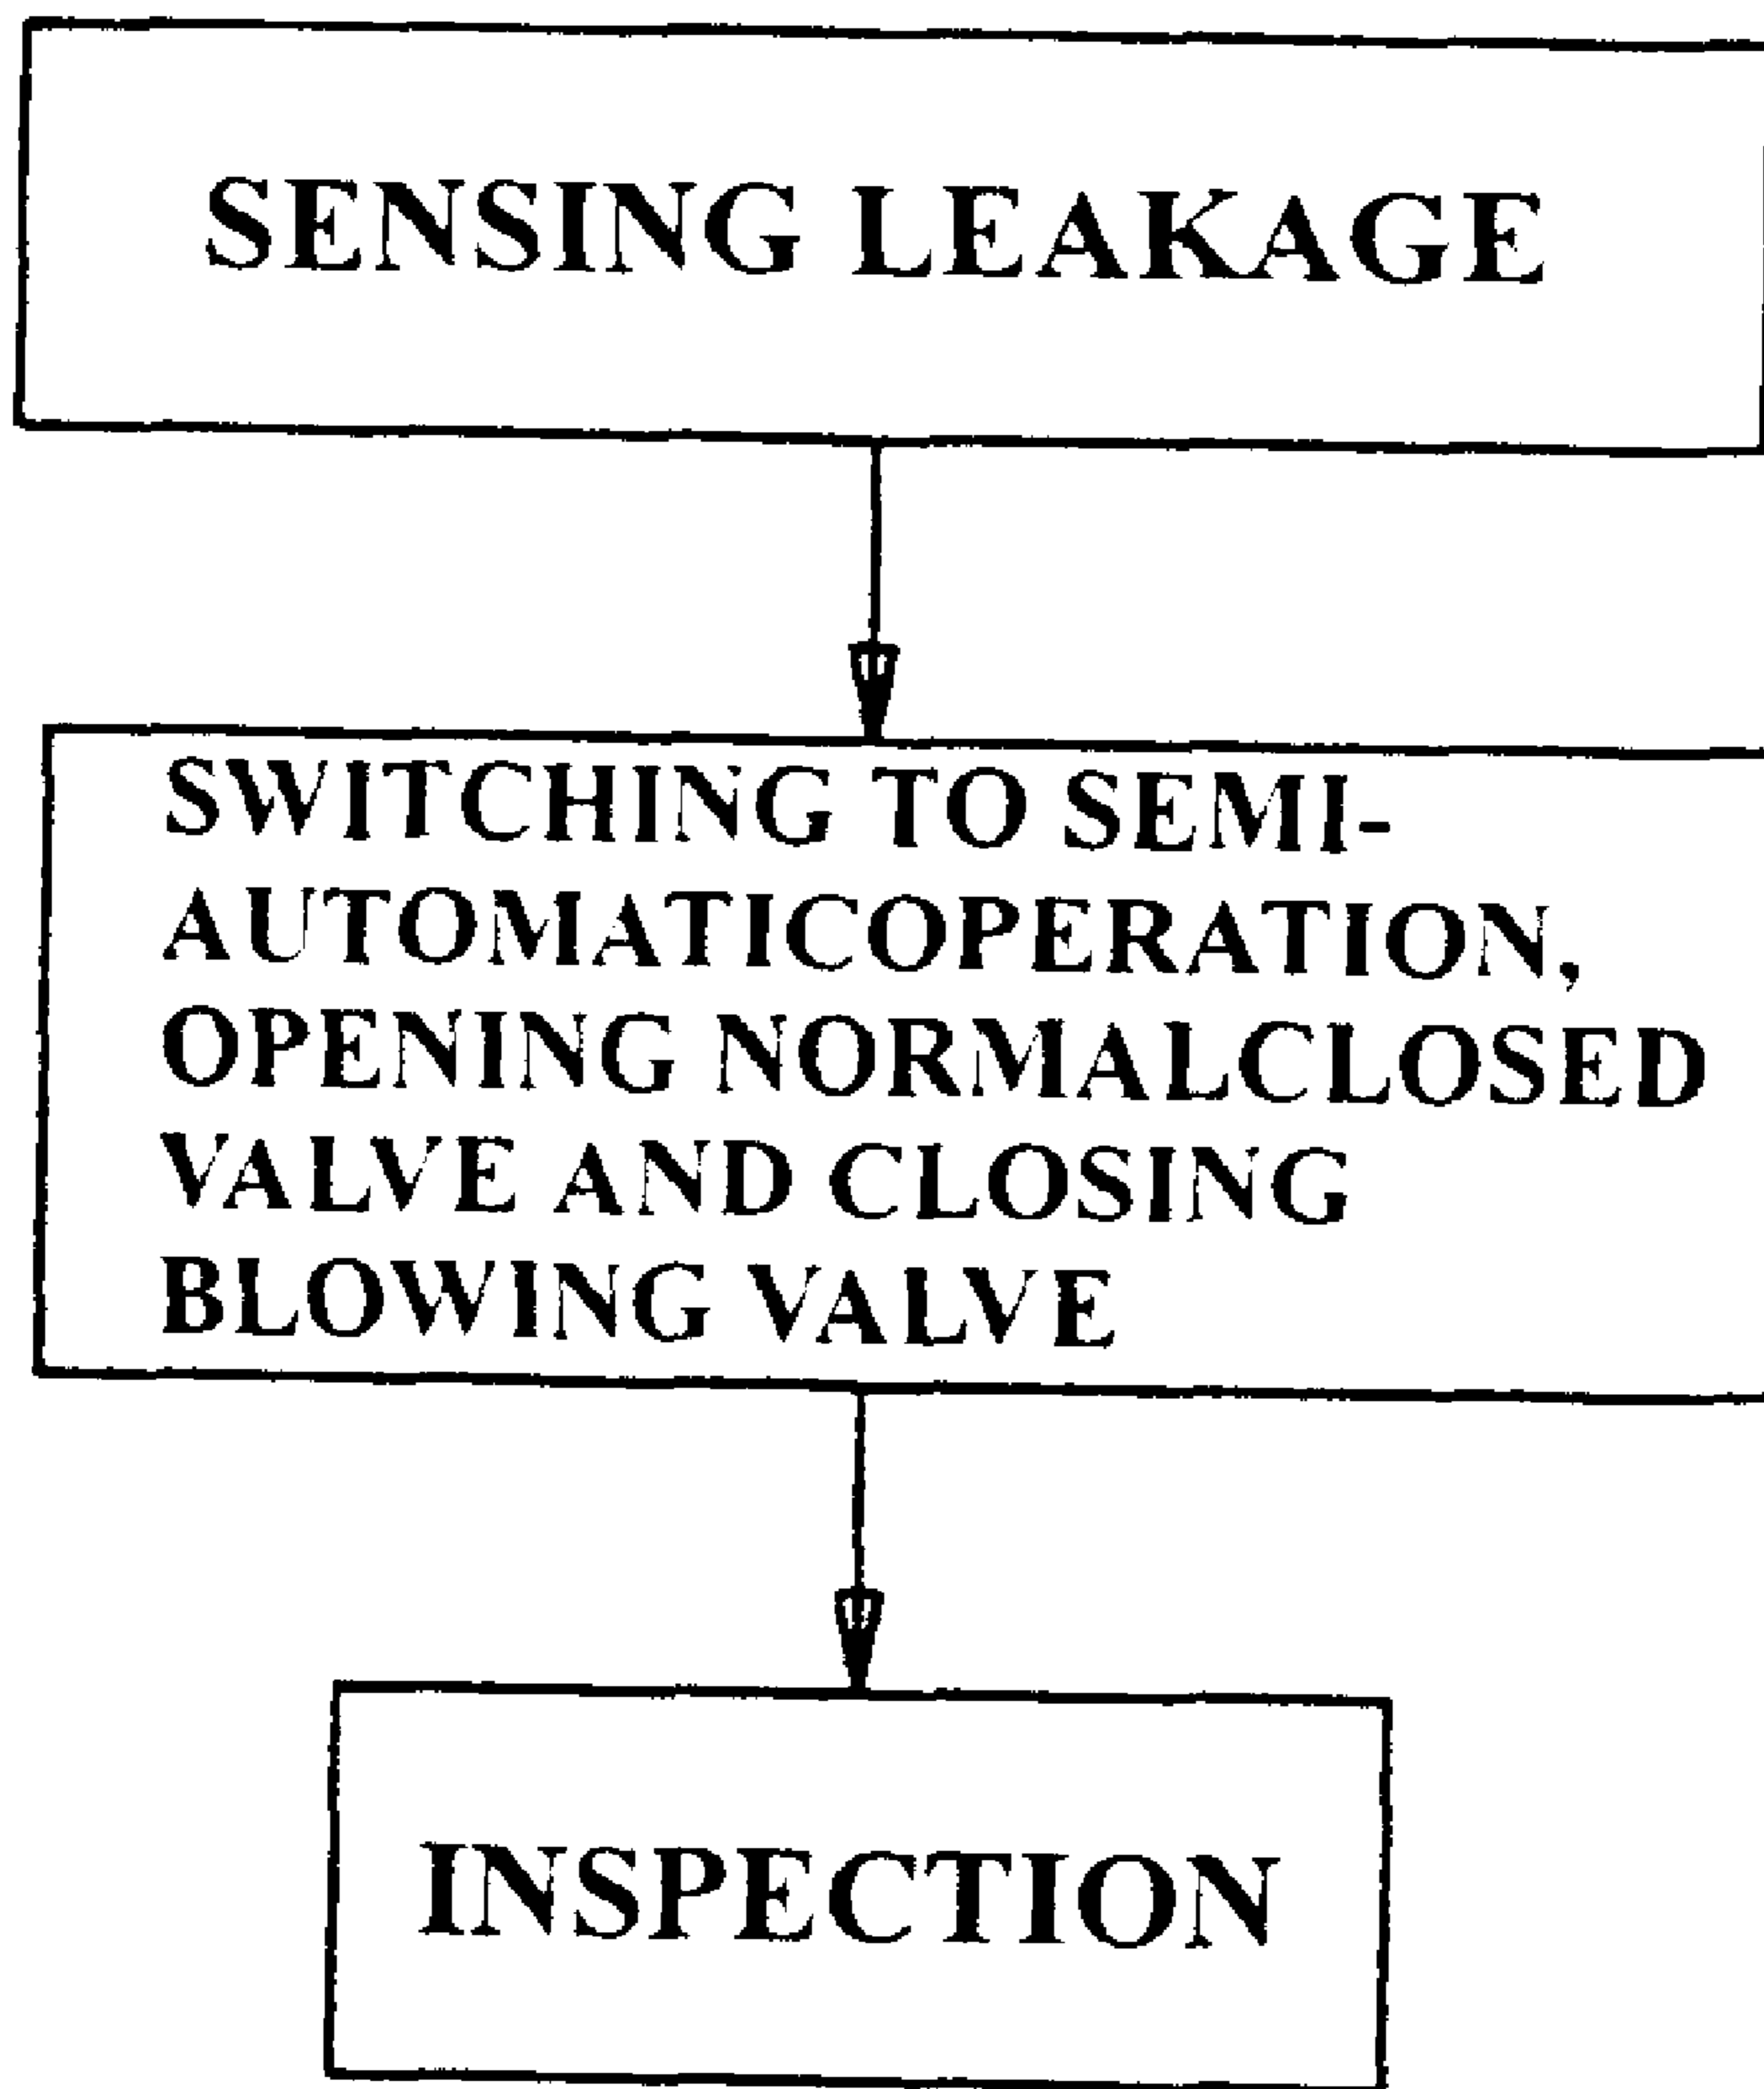 SENSING LEAKAGE
SWITCHING TO SEMI-
AUTOMATICOPERATION,
OPENING NORMALCLOSED
VALVE AND CLOSING
BLOWING VALVE
INSPECTION